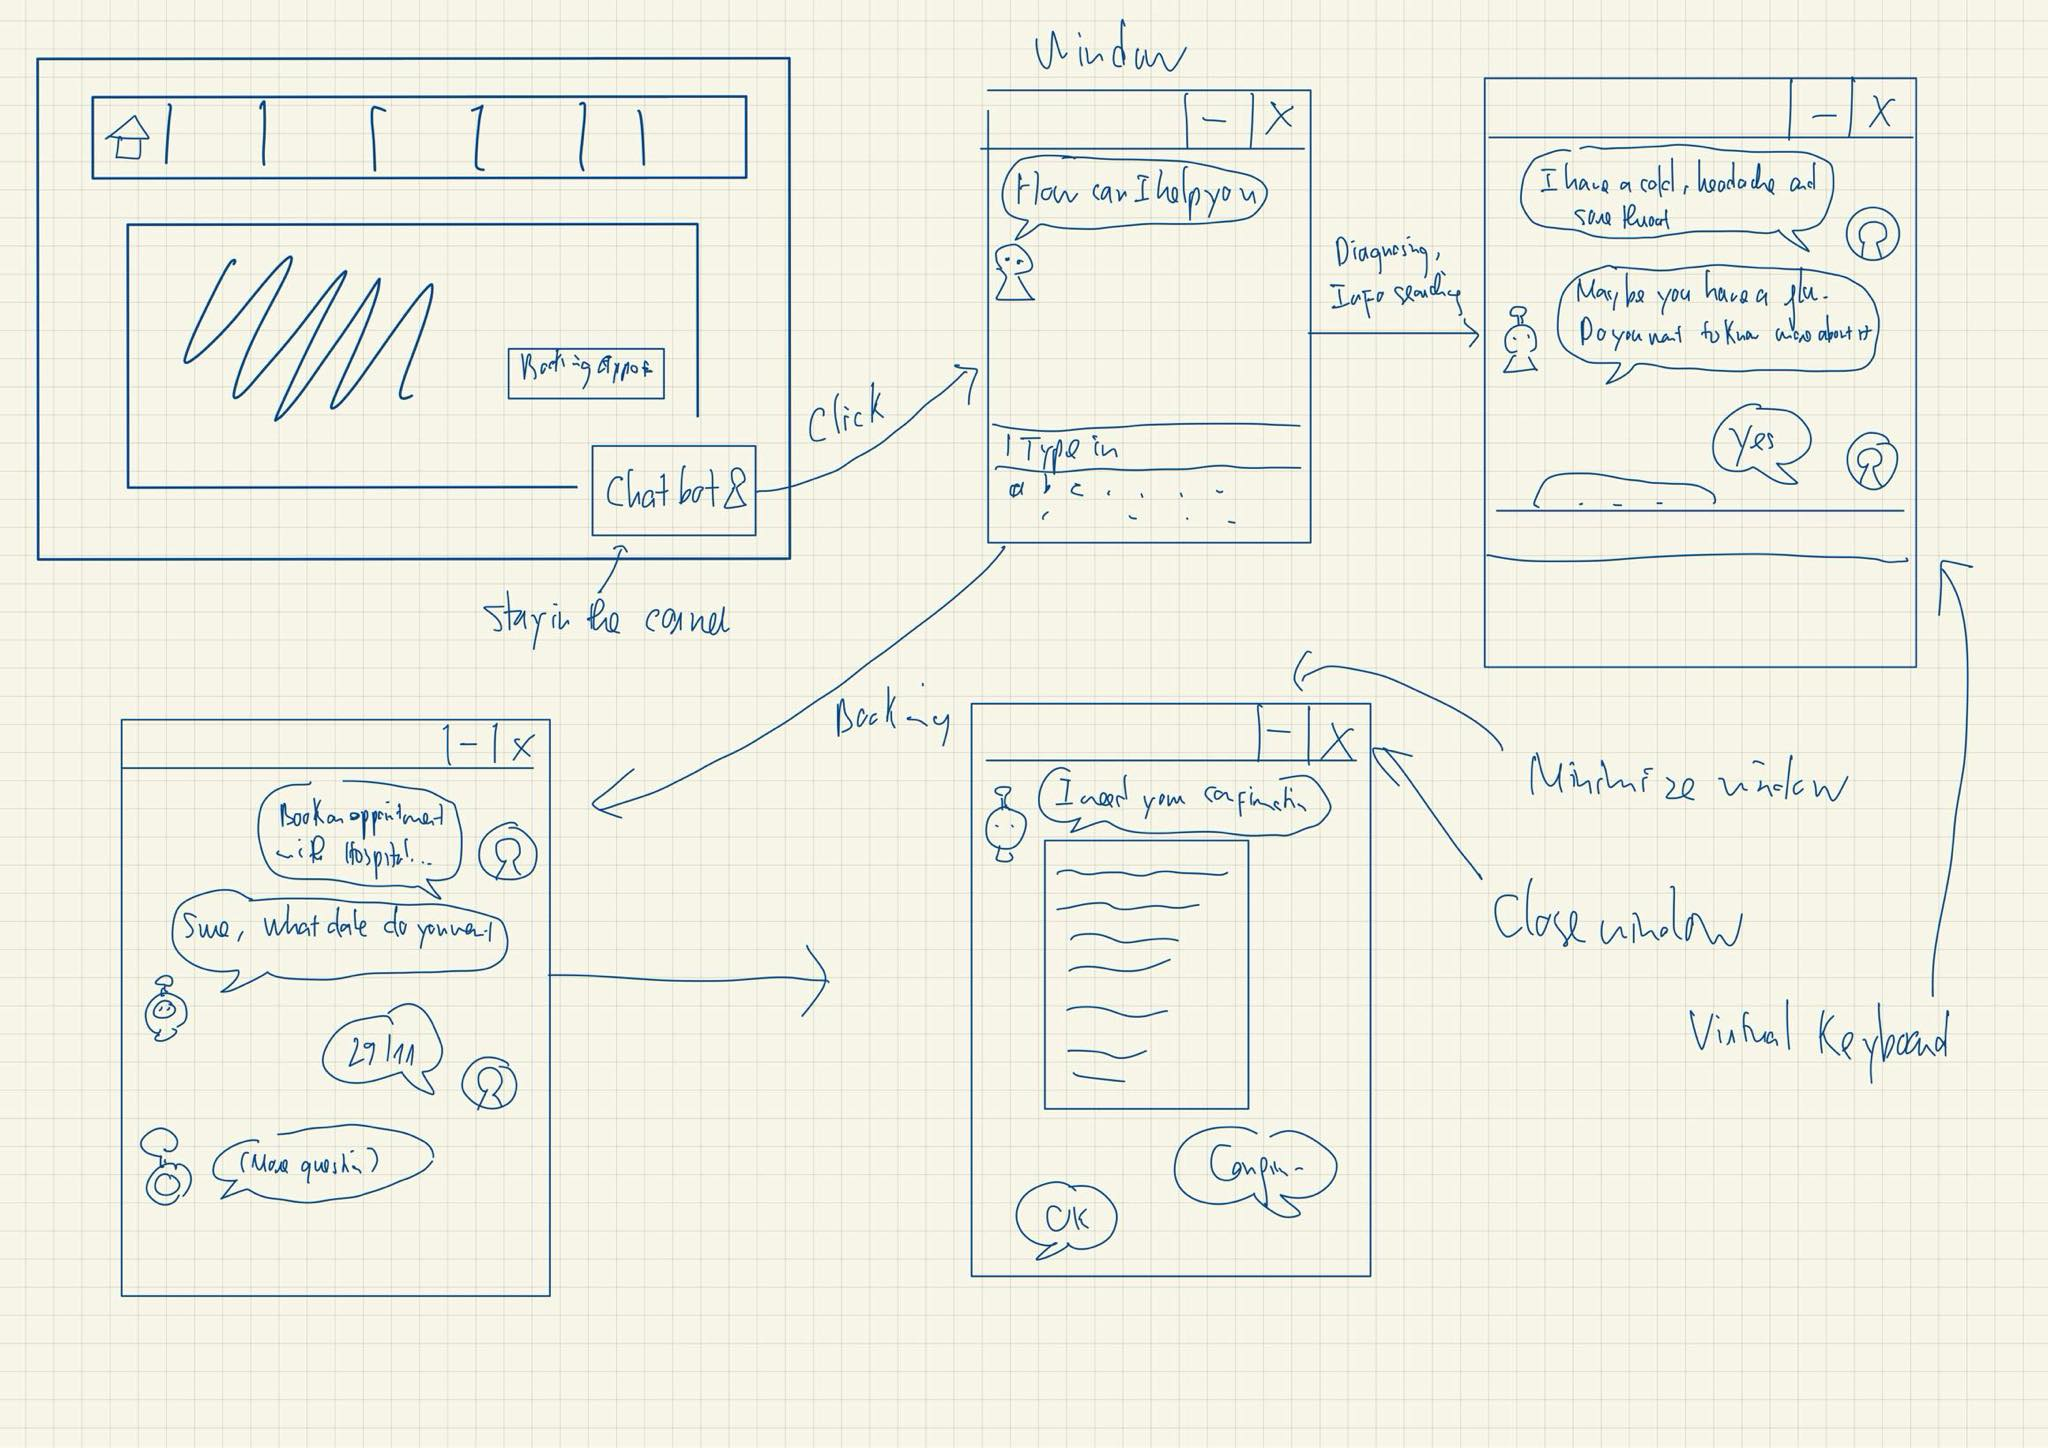 Window
- X
How can I help you
| Type in
a b c
Booking
Chatbot
Stay in the corner
Click
Diagnosing,
Info searching
- X
I have a cold, headache and
sore throat
Maybe you have a flu.
Do you want to know more about it
Yes
Booking
- X
Book an appointment
with Hospital...
Sure, What date do you want
29/11
(More question)
- X
I need your confirmation
Confirm
OK
Minimize window
Close window
Virtual Keyboard